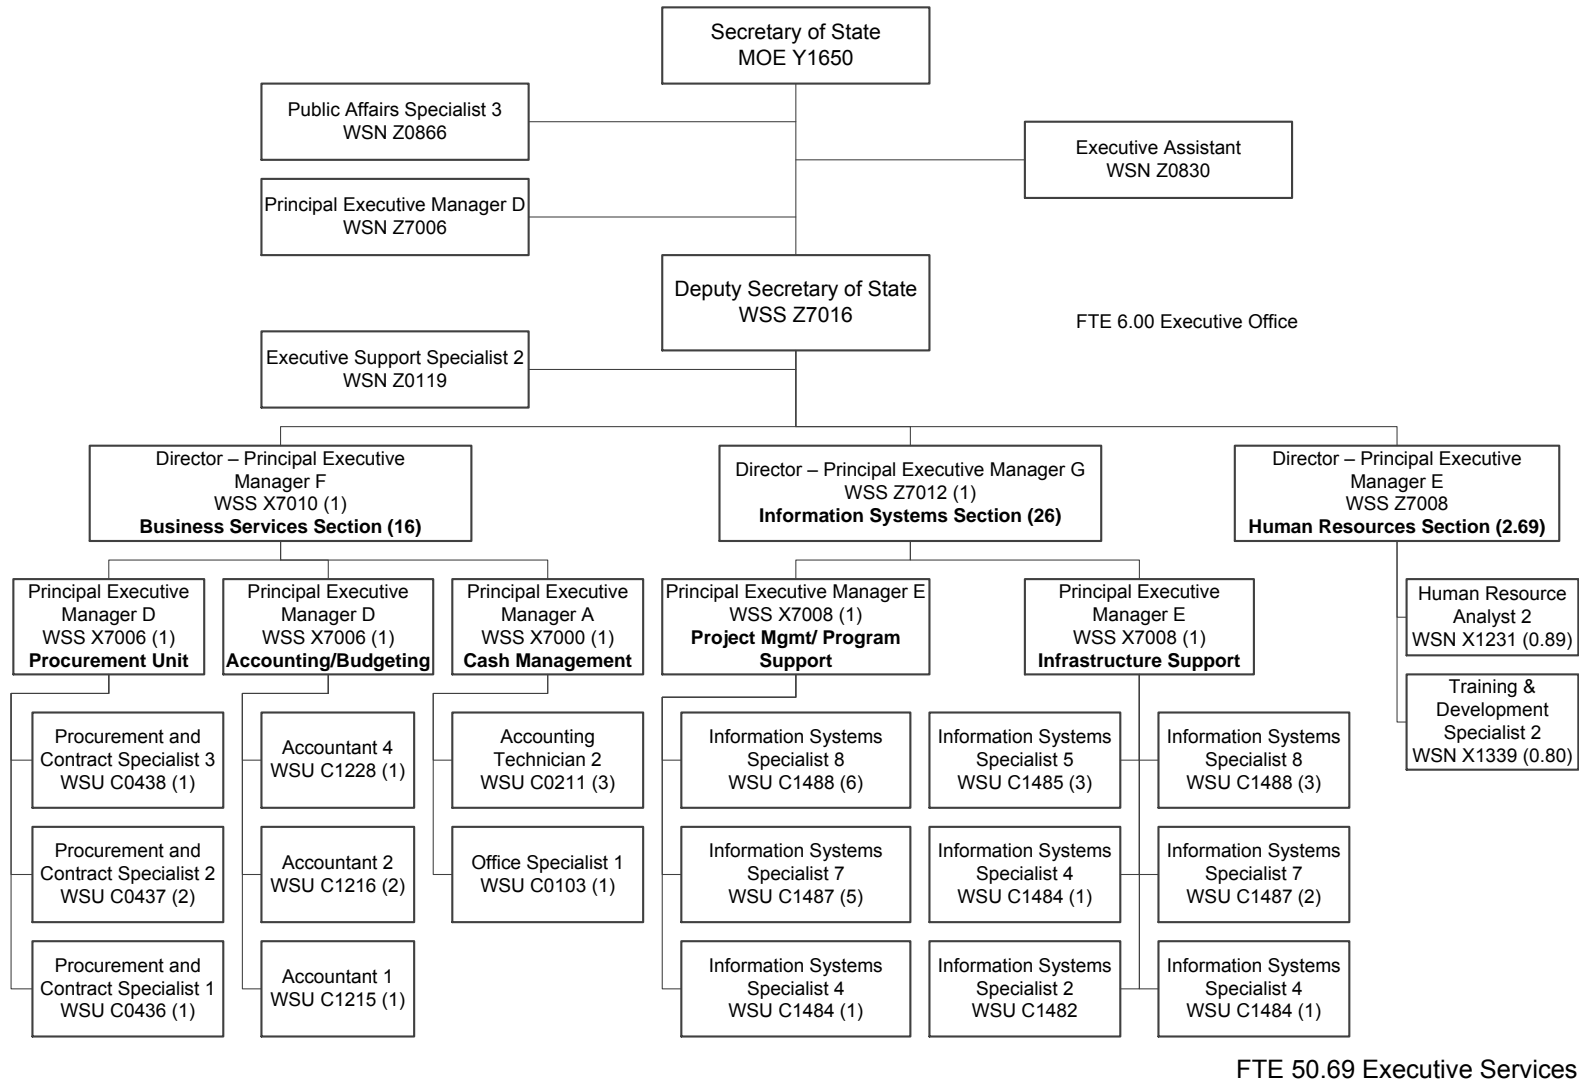 Secretary of State
MOE Y1650
Public Affairs Specialist 3
WSN Z0866
Executive Assistant
WSN Z0830
Principal Executive Manager D
WSN Z7006
Deputy Secretary of State
WSS Z7016
FTE 6.00 Executive Office
Executive Support Specialist 2
WSN Z0119
Director – Principal Executive
Manager F
WSS X7010 (1)
Business Services Section (16)
Director – Principal Executive Manager G
WSS Z7012 (1)
Information Systems Section (26)
Director – Principal Executive
Manager E
WSS Z7008
Human Resources Section (2.69)
Principal Executive
Manager D
WSS X7006 (1)
Procurement Unit
Principal Executive
Manager D
WSS X7006 (1)
Accounting/Budgeting
Principal Executive
Manager A
WSS X7000 (1)
Cash Management
Principal Executive Manager E
WSS X7008 (1)
Project Mgmt/ Program
Support
Principal Executive
Manager E
WSS X7008 (1)
Infrastructure Support
Human Resource
Analyst 2
WSN X1231 (0.89)
Training &
Development
Specialist 2
WSN X1339 (0.80)
Procurement and
Contract Specialist 3
WSU C0438 (1)
Accountant 4
WSU C1228 (1)
Accounting
Technician 2
WSU C0211 (3)
Information Systems
Specialist 8
WSU C1488 (6)
Information Systems
Specialist 5
WSU C1485 (3)
Information Systems
Specialist 8
WSU C1488 (3)
Procurement and
Contract Specialist 2
WSU C0437 (2)
Accountant 2
WSU C1216 (2)
Office Specialist 1
WSU C0103 (1)
Information Systems
Specialist 7
WSU C1487 (5)
Information Systems
Specialist 4
WSU C1484 (1)
Information Systems
Specialist 7
WSU C1487 (2)
Procurement and
Contract Specialist 1
WSU C0436 (1)
Accountant 1
WSU C1215 (1)
Information Systems
Specialist 4
WSU C1484 (1)
Information Systems
Specialist 2
WSU C1482
Information Systems
Specialist 4
WSU C1484 (1)
FTE 50.69 Executive Services